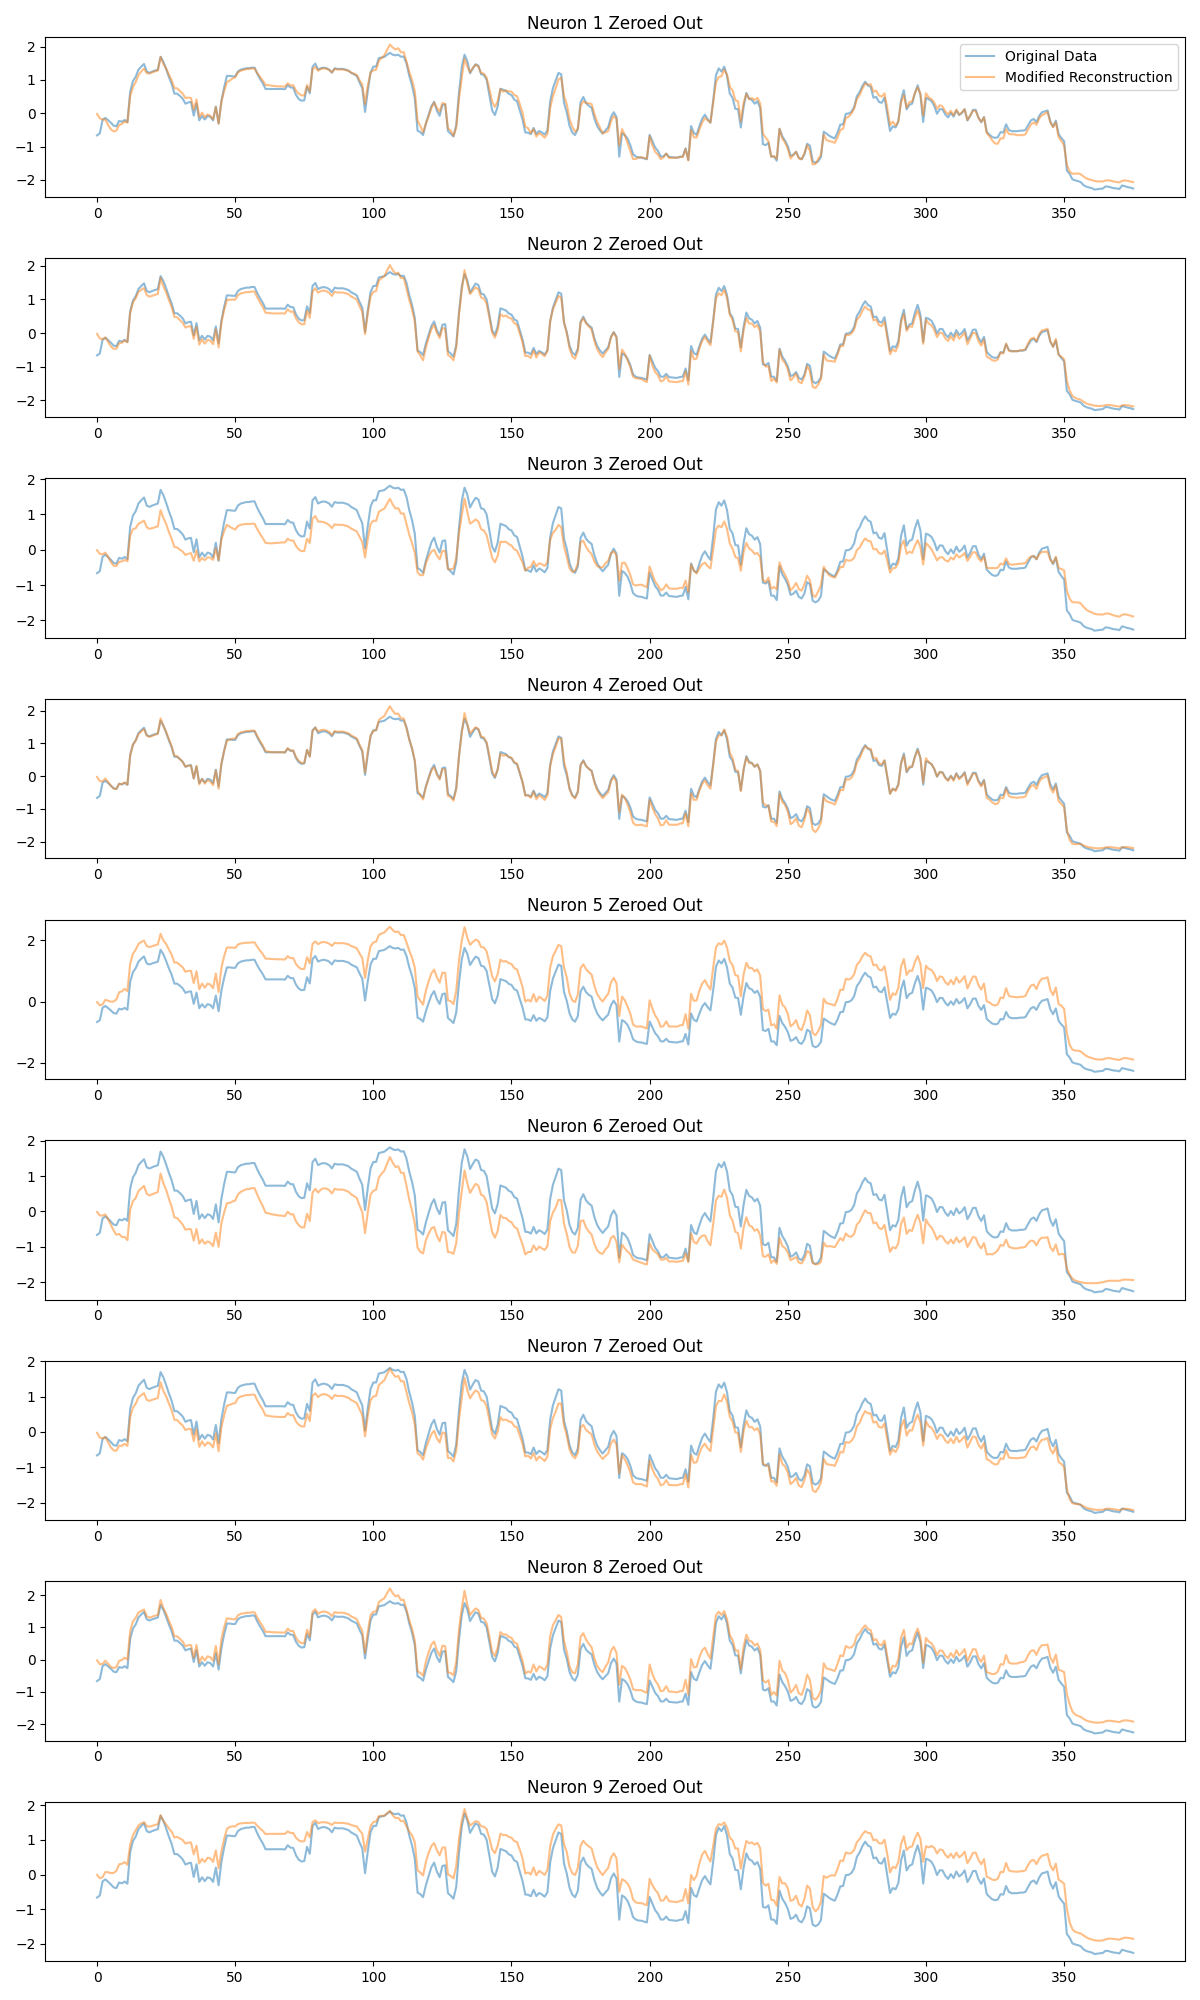 Neuron 1 Zeroed Out
Original Data
Modified Reconstruction
2
1
0
−1
−2
0 50 100 150 200 250 300 350
Neuron 2 Zeroed Out
2
1
0
−1
−2
0 50 100 150 200 250 300 350
Neuron 3 Zeroed Out
2
1
0
−1
−2
0 50 100 150 200 250 300 350
Neuron 4 Zeroed Out
2
1
0
−1
−2
0 50 100 150 200 250 300 350
Neuron 5 Zeroed Out
2
0
−2
0 50 100 150 200 250 300 350
Neuron 6 Zeroed Out
2
1
0
−1
−2
0 50 100 150 200 250 300 350
Neuron 7 Zeroed Out
2
1
0
−1
−2
0 50 100 150 200 250 300 350
Neuron 8 Zeroed Out
2
1
0
−1
−2
0 50 100 150 200 250 300 350
Neuron 9 Zeroed Out
2
1
0
−1
−2
0 50 100 150 200 250 300 350